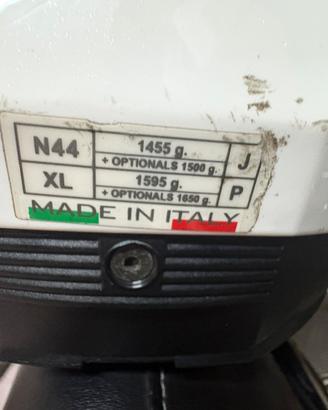 N44 1455 g. J
+ OPTIONALS 1500 g.
XL 1595 g. P
+ OPTIONALS 1650 g.
MADE IN ITALY